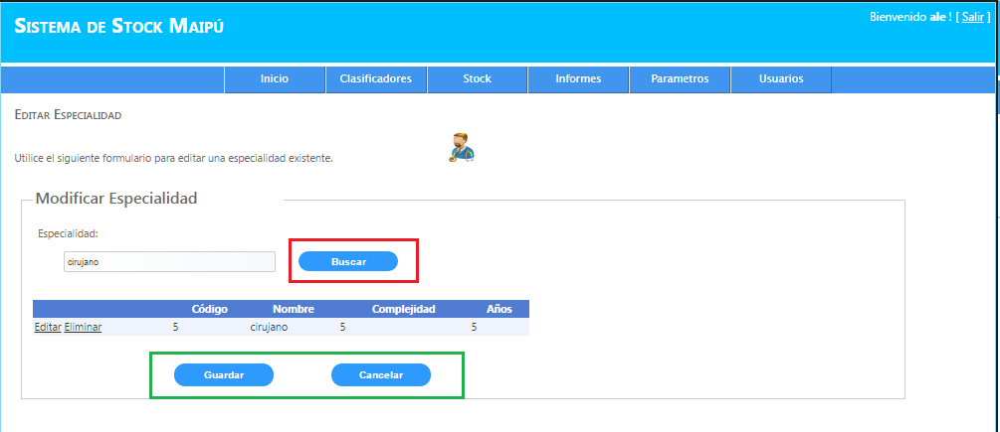 Sistema de Stock Maipú
Bienvenido ale ! [ Salir ]
Inicio Clasificadores Stock Informes Parametros Usuarios
Editar Especialidad
Utilice el siguiente formulario para editar una especialidad existente.
Modificar Especialidad
Especialidad:
cirujano Buscar
Código Nombre Complejidad Años
Editar Eliminar 5 cirujano 5 5
Guardar Cancelar